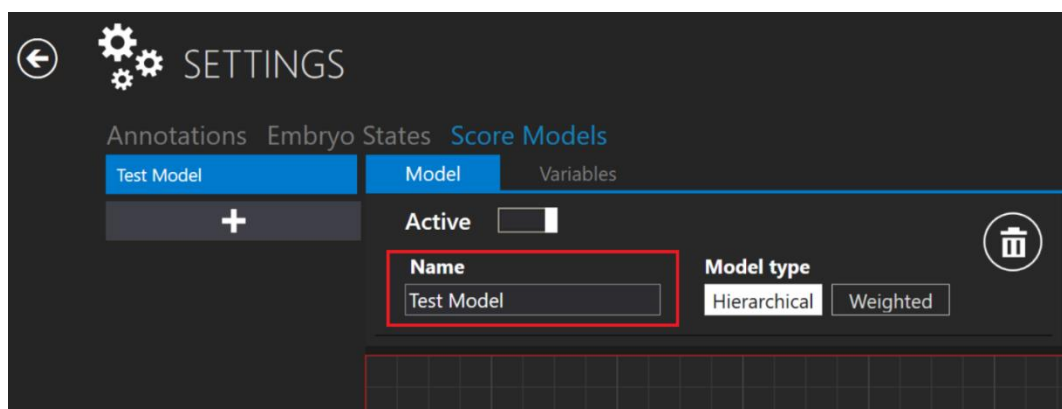 SETTINGS
Annotations Embryo States Score Models
Test Model
Model Variables
Active
Name
Test Model
Model type
Hierarchical Weighted